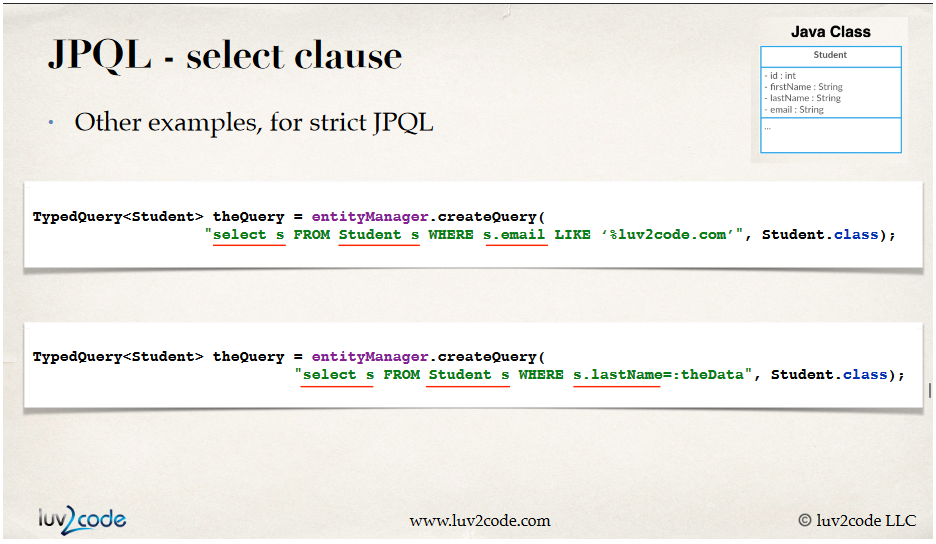 JPQL - select clause
• Other examples, for strict JPQL
Java Class
Student
- id : int
- firstName : String
- lastName : String
- email : String
...
TypedQuery<Student> theQuery = entityManager.createQuery(
"select s FROM Student s WHERE s.email LIKE ‘%luv2code.com’", Student.class);
TypedQuery<Student> theQuery = entityManager.createQuery(
"select s FROM Student s WHERE s.lastName=:theData", Student.class);
luv2code
www.luv2code.com
© luv2code LLC